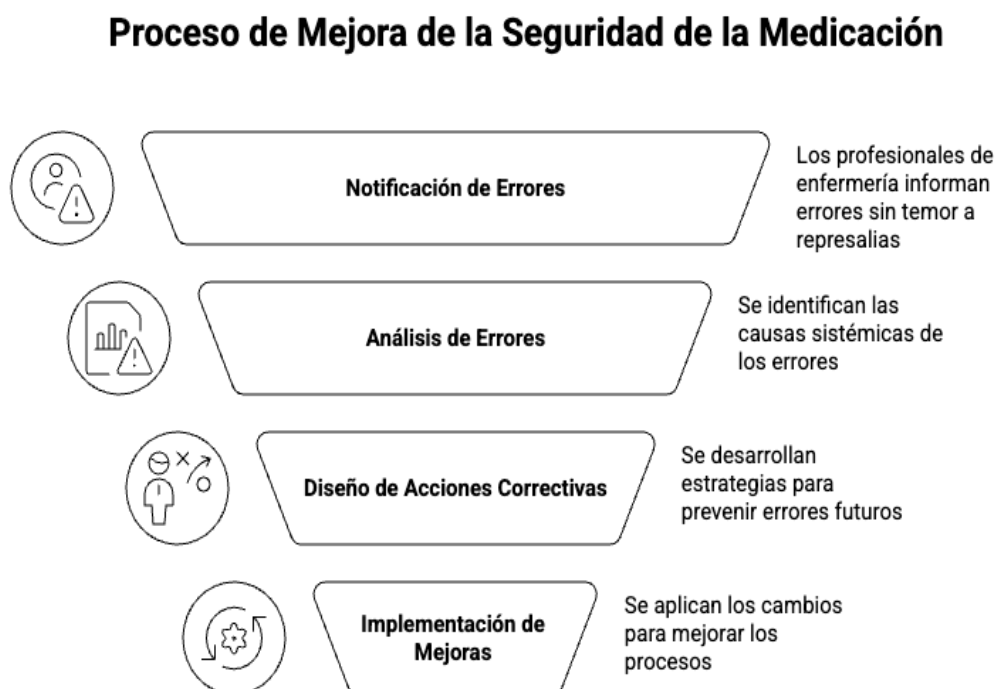 Proceso de Mejora de la Seguridad de la Medicación
Notificación de Errores
Los profesionales de
enfermería informan
errores sin temor a
represalias
Análisis de Errores
Se identifican las
causas sistémicas de
los errores
Diseño de Acciones Correctivas
Se desarrollan
estrategias para
prevenir errores futuros
Implementación de
Mejoras
Se aplican los cambios
para mejorar los
procesos